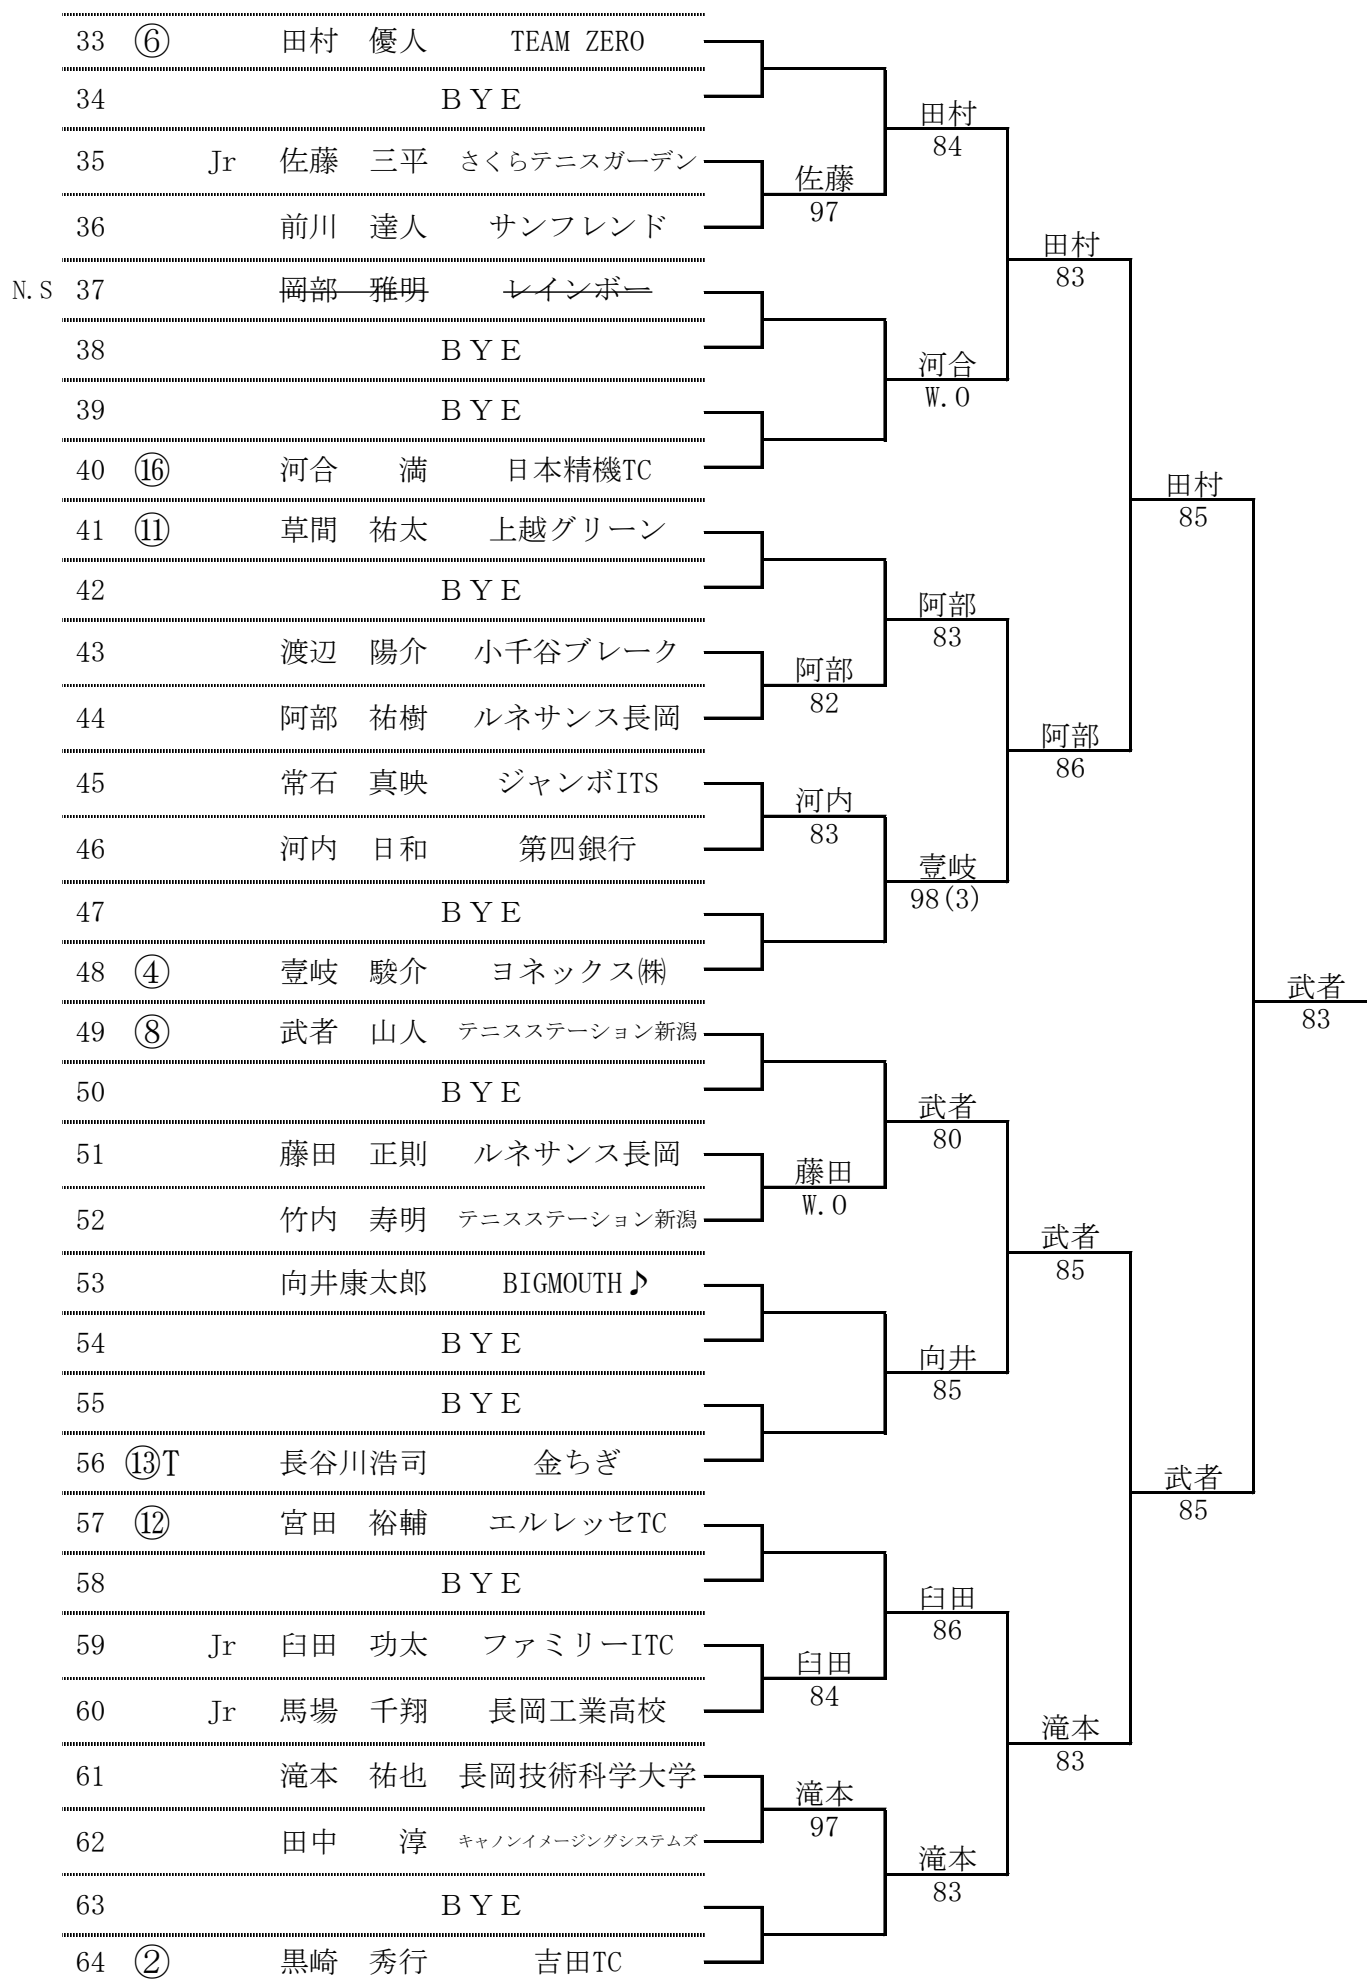 33 ⑥ 田村 優人 TEAM ZERO
34 BYE
田村
84
35 Jr 佐藤 三平 さくらテニスガーデン
佐藤
97
36 前川 達人 サンフレンド
田村
83
N.S 37 岡部 雅明 レインボー
38 BYE
河合
W.O
39 BYE
40 ⑯ 河合 満 日本精機TC
田村
85
41 ⑪ 草間 祐太 上越グリーン
42 BYE
阿部
83
43 渡辺 陽介 小千谷ブレーク
阿部
82
44 阿部 祐樹 ルネサンス長岡
阿部
86
45 常石 真映 ジャンボITS
河内
83
46 河内 日和 第四銀行
壹岐
98(3)
47 BYE
48 ④ 壹岐 駿介 ヨネックス㈱
武者
83
49 ⑧ 武者 山人 テニスステーション新潟
50 BYE
武者
80
51 藤田 正則 ルネサンス長岡
藤田
W.O
52 竹内 寿明 テニスステーション新潟
武者
85
53 向井康太郎 BIGMOUTH♪
54 BYE
向井
85
55 BYE
56 ⑬T 長谷川浩司 金ちぎ
武者
85
57 ⑫ 宮田 裕輔 エルレッセTC
58 BYE
臼田
86
59 Jr 臼田 功太 ファミリーITC
臼田
84
60 Jr 馬場 千翔 長岡工業高校
滝本
83
61 滝本 祐也 長岡技術科学大学
滝本
97
62 田中 淳 キャノンイメージングシステムズ
滝本
83
63 BYE
64 ② 黒崎 秀行 吉田TC